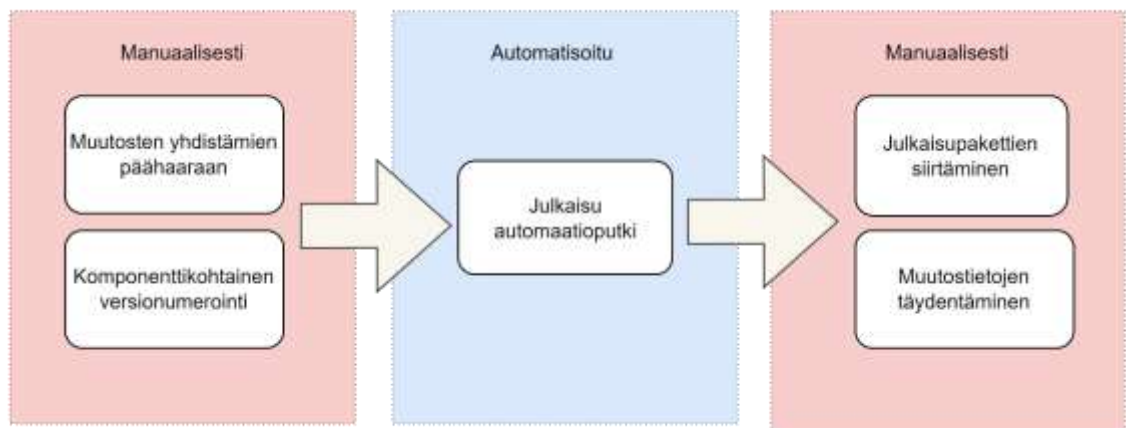 Manuaalisesti
Muutosten yhdistämien
päähaaraan
Komponenttikohtainen
versionumerointi
Automatisoitu
Julkaisu
automaatioputki
Manuaalisesti
Julkaisupakettien
siirtäminen
Muutostietojen
täydentäminen